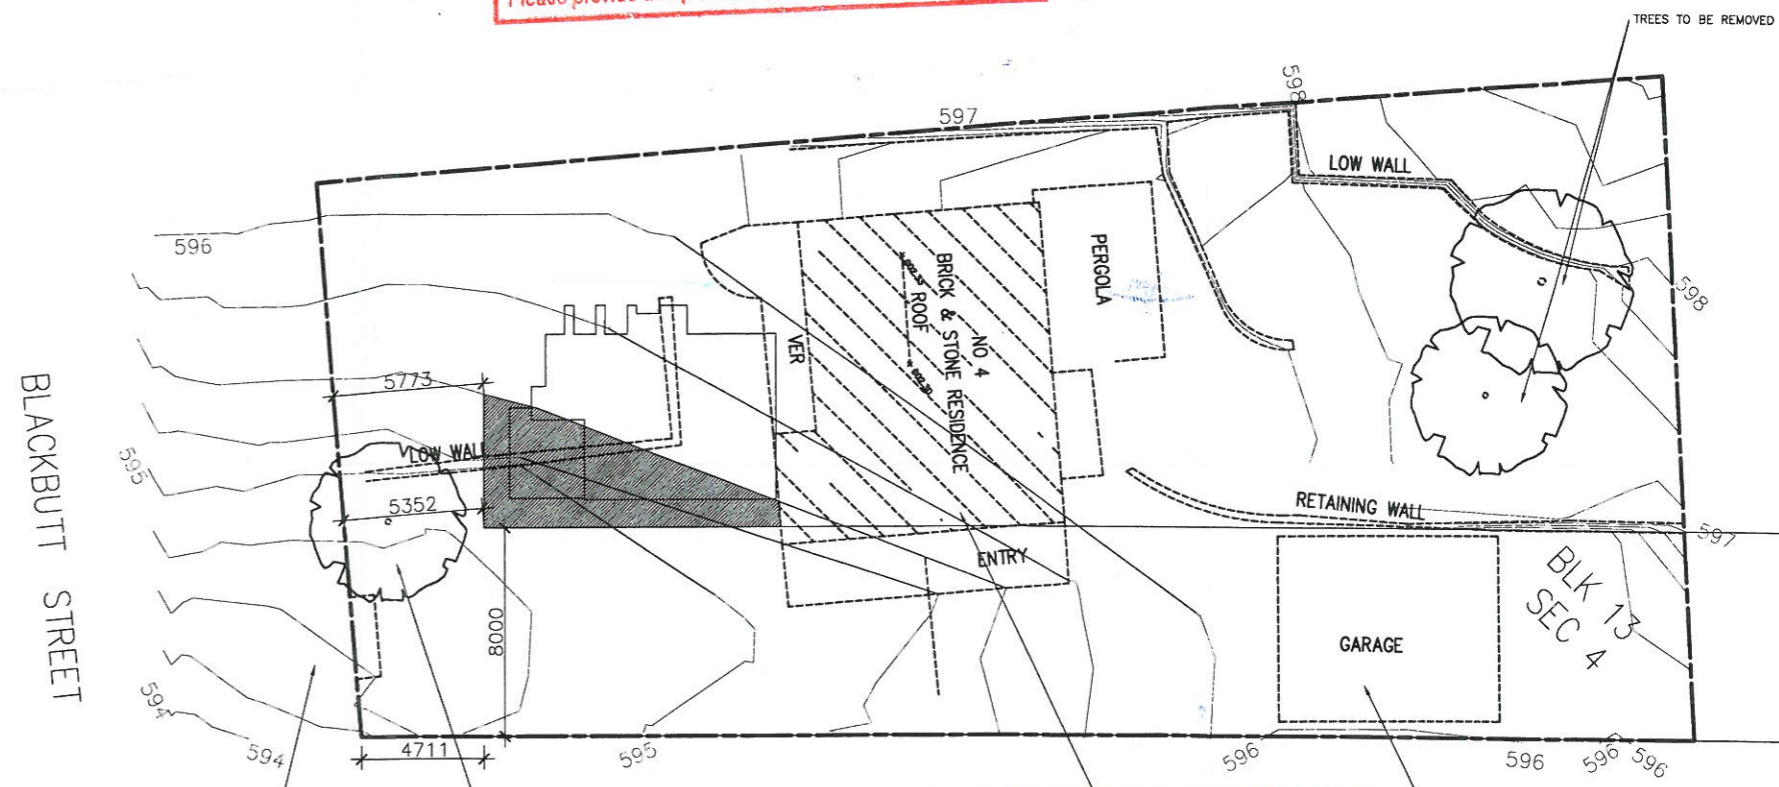 Please provide
TREES TO BE REMOVED
598
597
LOW WALL
596
PERGOLA
598
BRICK & STONE RESIDENCE
NO 4
ROOF
VER
5773
BLACKBUTT STREET
595
LOW WALL
5352
RETAINING WALL
597
ENTRY
BLK 13
SEC 4
8000
GARAGE
594
594
4711
595
596
596
596
596